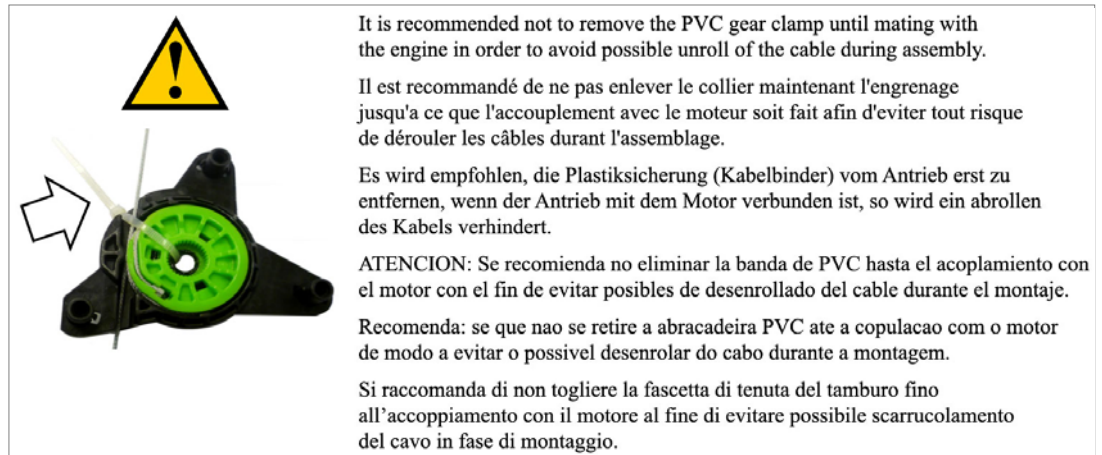 It is recommended not to remove the PVC gear clamp until mating with
the engine in order to avoid possible unroll of the cable during assembly.
Il est recommandé de ne pas enlever le collier maintenant l'engrenage
jusqu'a ce que l'accouplement avec le moteur soit fait afin d'eviter tout risque
de dérouler les câbles durant l'assemblage.
Es wird empfohlen, die Plastiksicherung (Kabelbinder) vom Antrieb erst zu
entfernen, wenn der Antrieb mit dem Motor verbunden ist, so wird ein abrollen
des Kabels verhindert.
ATENCION: Se recomienda no eliminar la banda de PVC hasta el acoplamiento con
el motor con el fin de evitar posibles de desenrollado del cable durante el montaje.
Recomenda: se que nao se retire a abracadeira PVC ate a copulacao com o motor
de modo a evitar o possivel desenrolar do cabo durante a montagem.
Si raccomanda di non togliere la fascetta di tenuta del tamburo fino
all’accoppiamento con il motore al fine di evitare possibile scarrucolamento
del cavo in fase di montaggio.